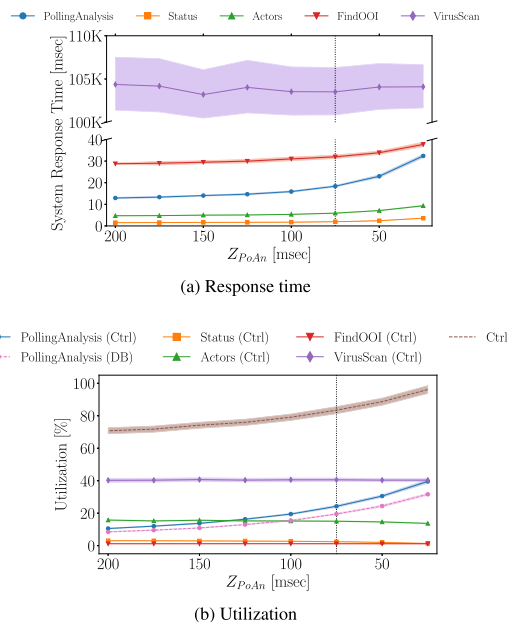 PollingAnalysis Status Actors FindOOI VirusScan
110K
105K
100K
40
30
20
10
0
System Response Time [msec]
200 150 100 50
Z_PoAn [msec]
(a) Response time
PollingAnalysis (Ctrl) Status (Ctrl) FindOOI (Ctrl) Ctrl
PollingAnalysis (DB) Actors (Ctrl) VirusScan (Ctrl)
100
80
60
40
20
0
Utilization [%]
200 150 100 50
Z_PoAn [msec]
(b) Utilization